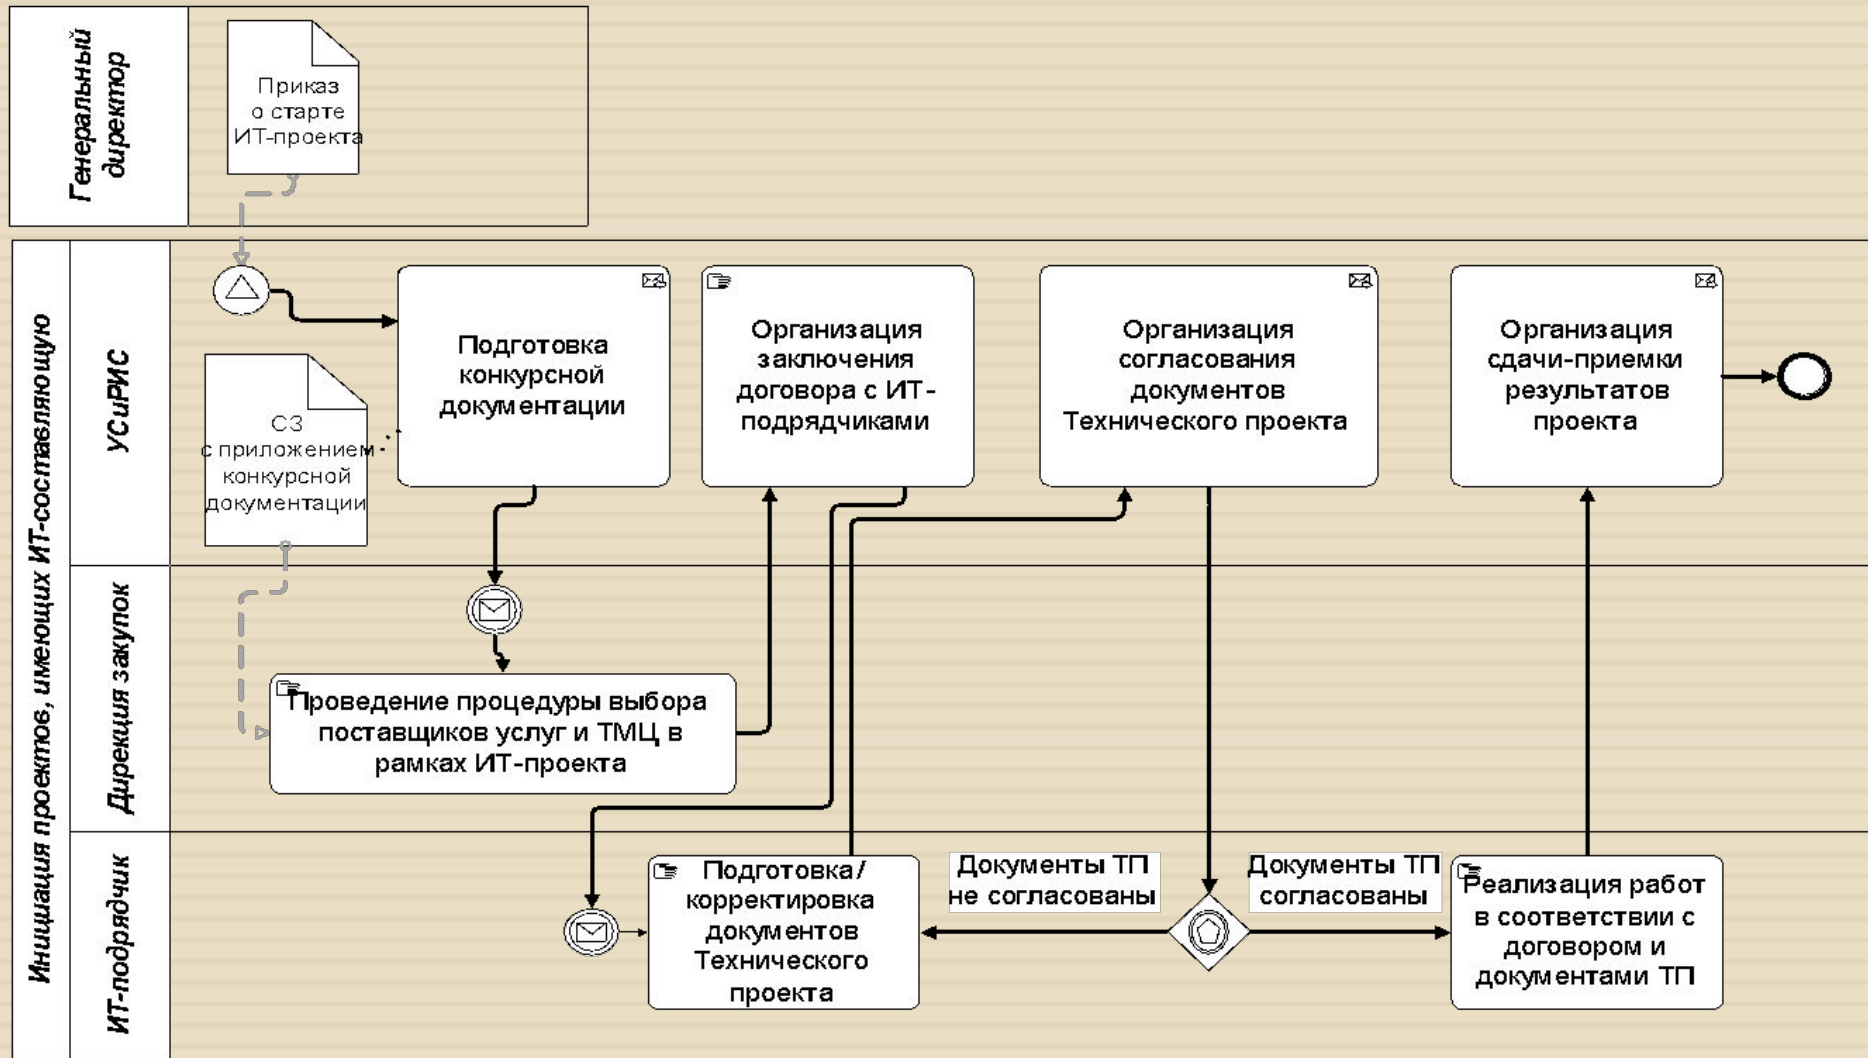 Генеральный
директор
Приказ
о старте
ИТ-проекта
Инициация проектов, имеющих ИТ-составляющую
УСиРИС
Подготовка
конкурсной
документации
Организация
заключения
договора с ИТ-
подрядчиками
Организация
согласования
документов
Технического проекта
Организация
сдачи-приемки
результатов
проекта
СЗ
с приложением
конкурсной
документации
Дирекция закупок
Проведение процедуры выбора
поставщиков услуг и ТМЦ в
рамках ИТ-проекта
ИТ-подрядчик
Подготовка/
корректировка
документов
Технического
проекта
Документы ТП
не согласованы
Документы ТП
согласованы
Реализация работ
в соответствии с
договором и
документами ТП